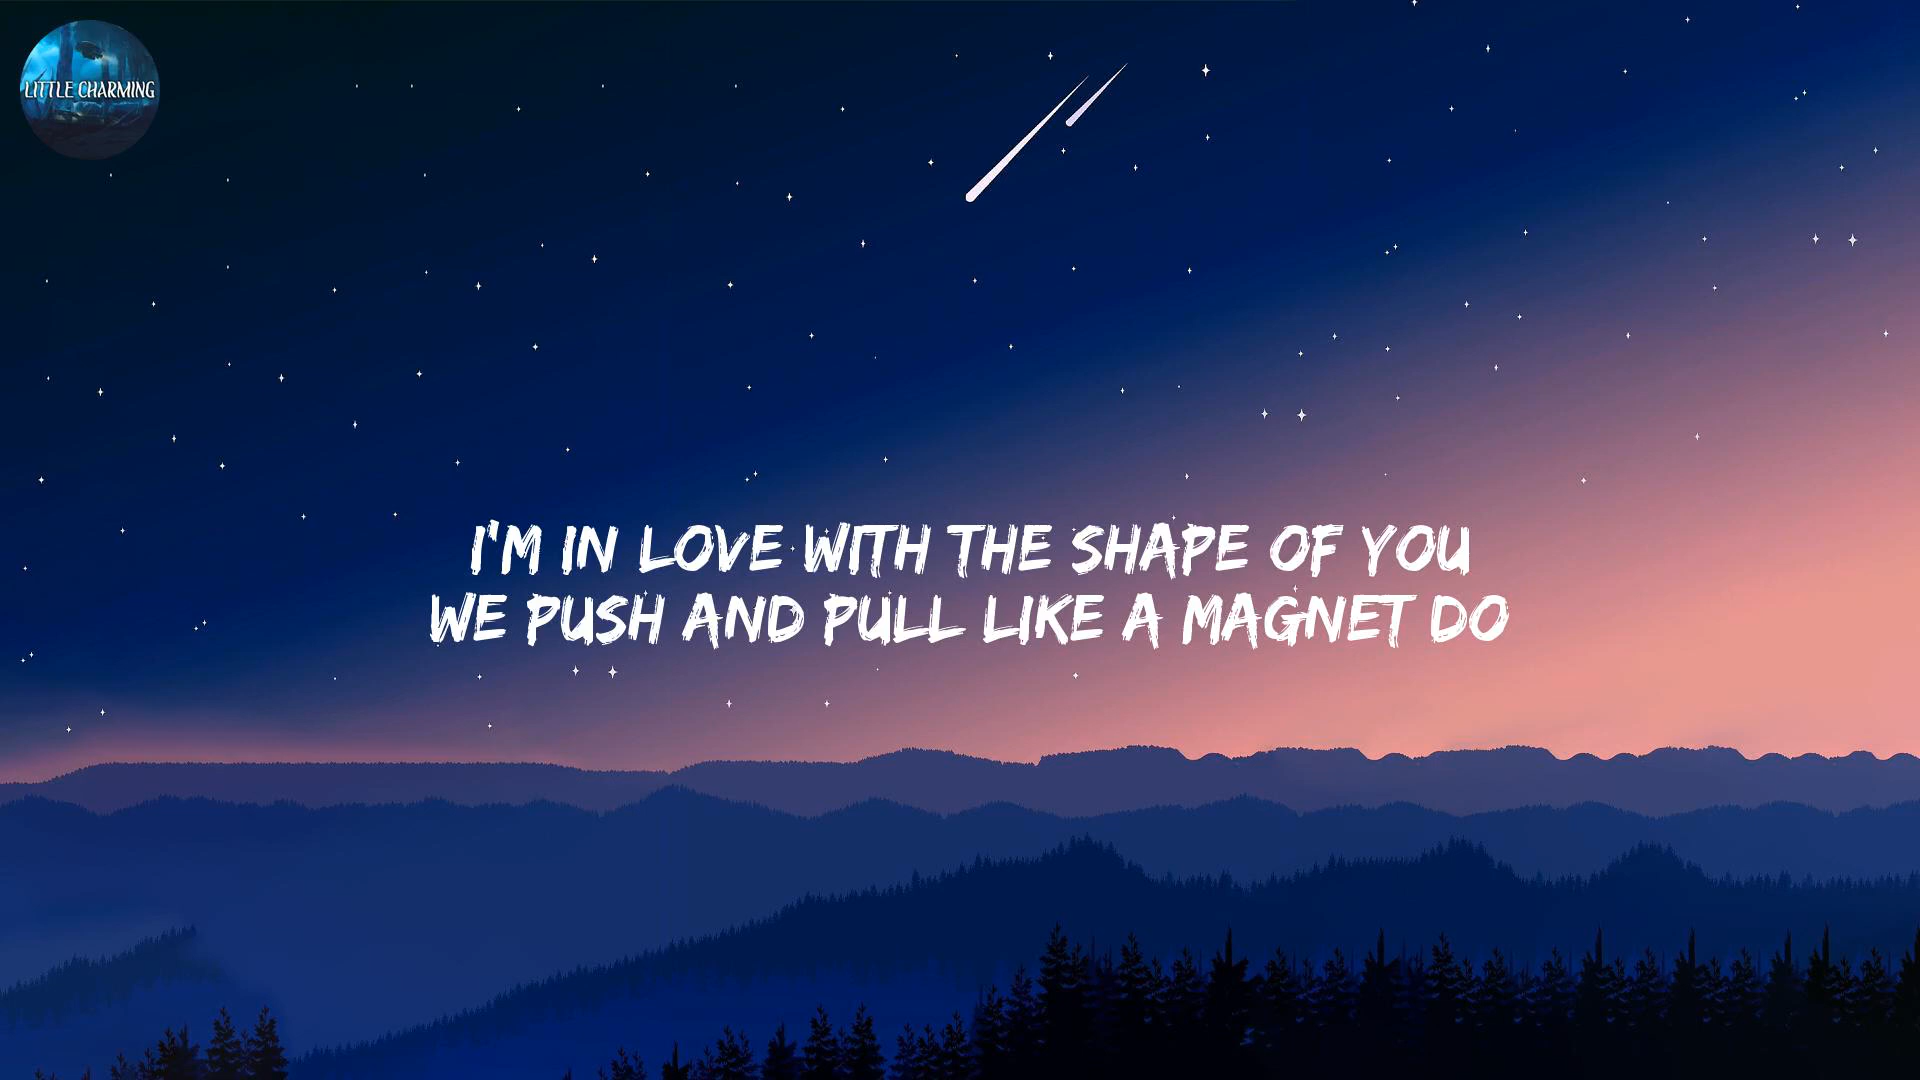 LITTLE CHARMING
I'M IN LOVE WITH THE SHAPE OF YOU
WE PUSH AND PULL LIKE A MAGNET DO